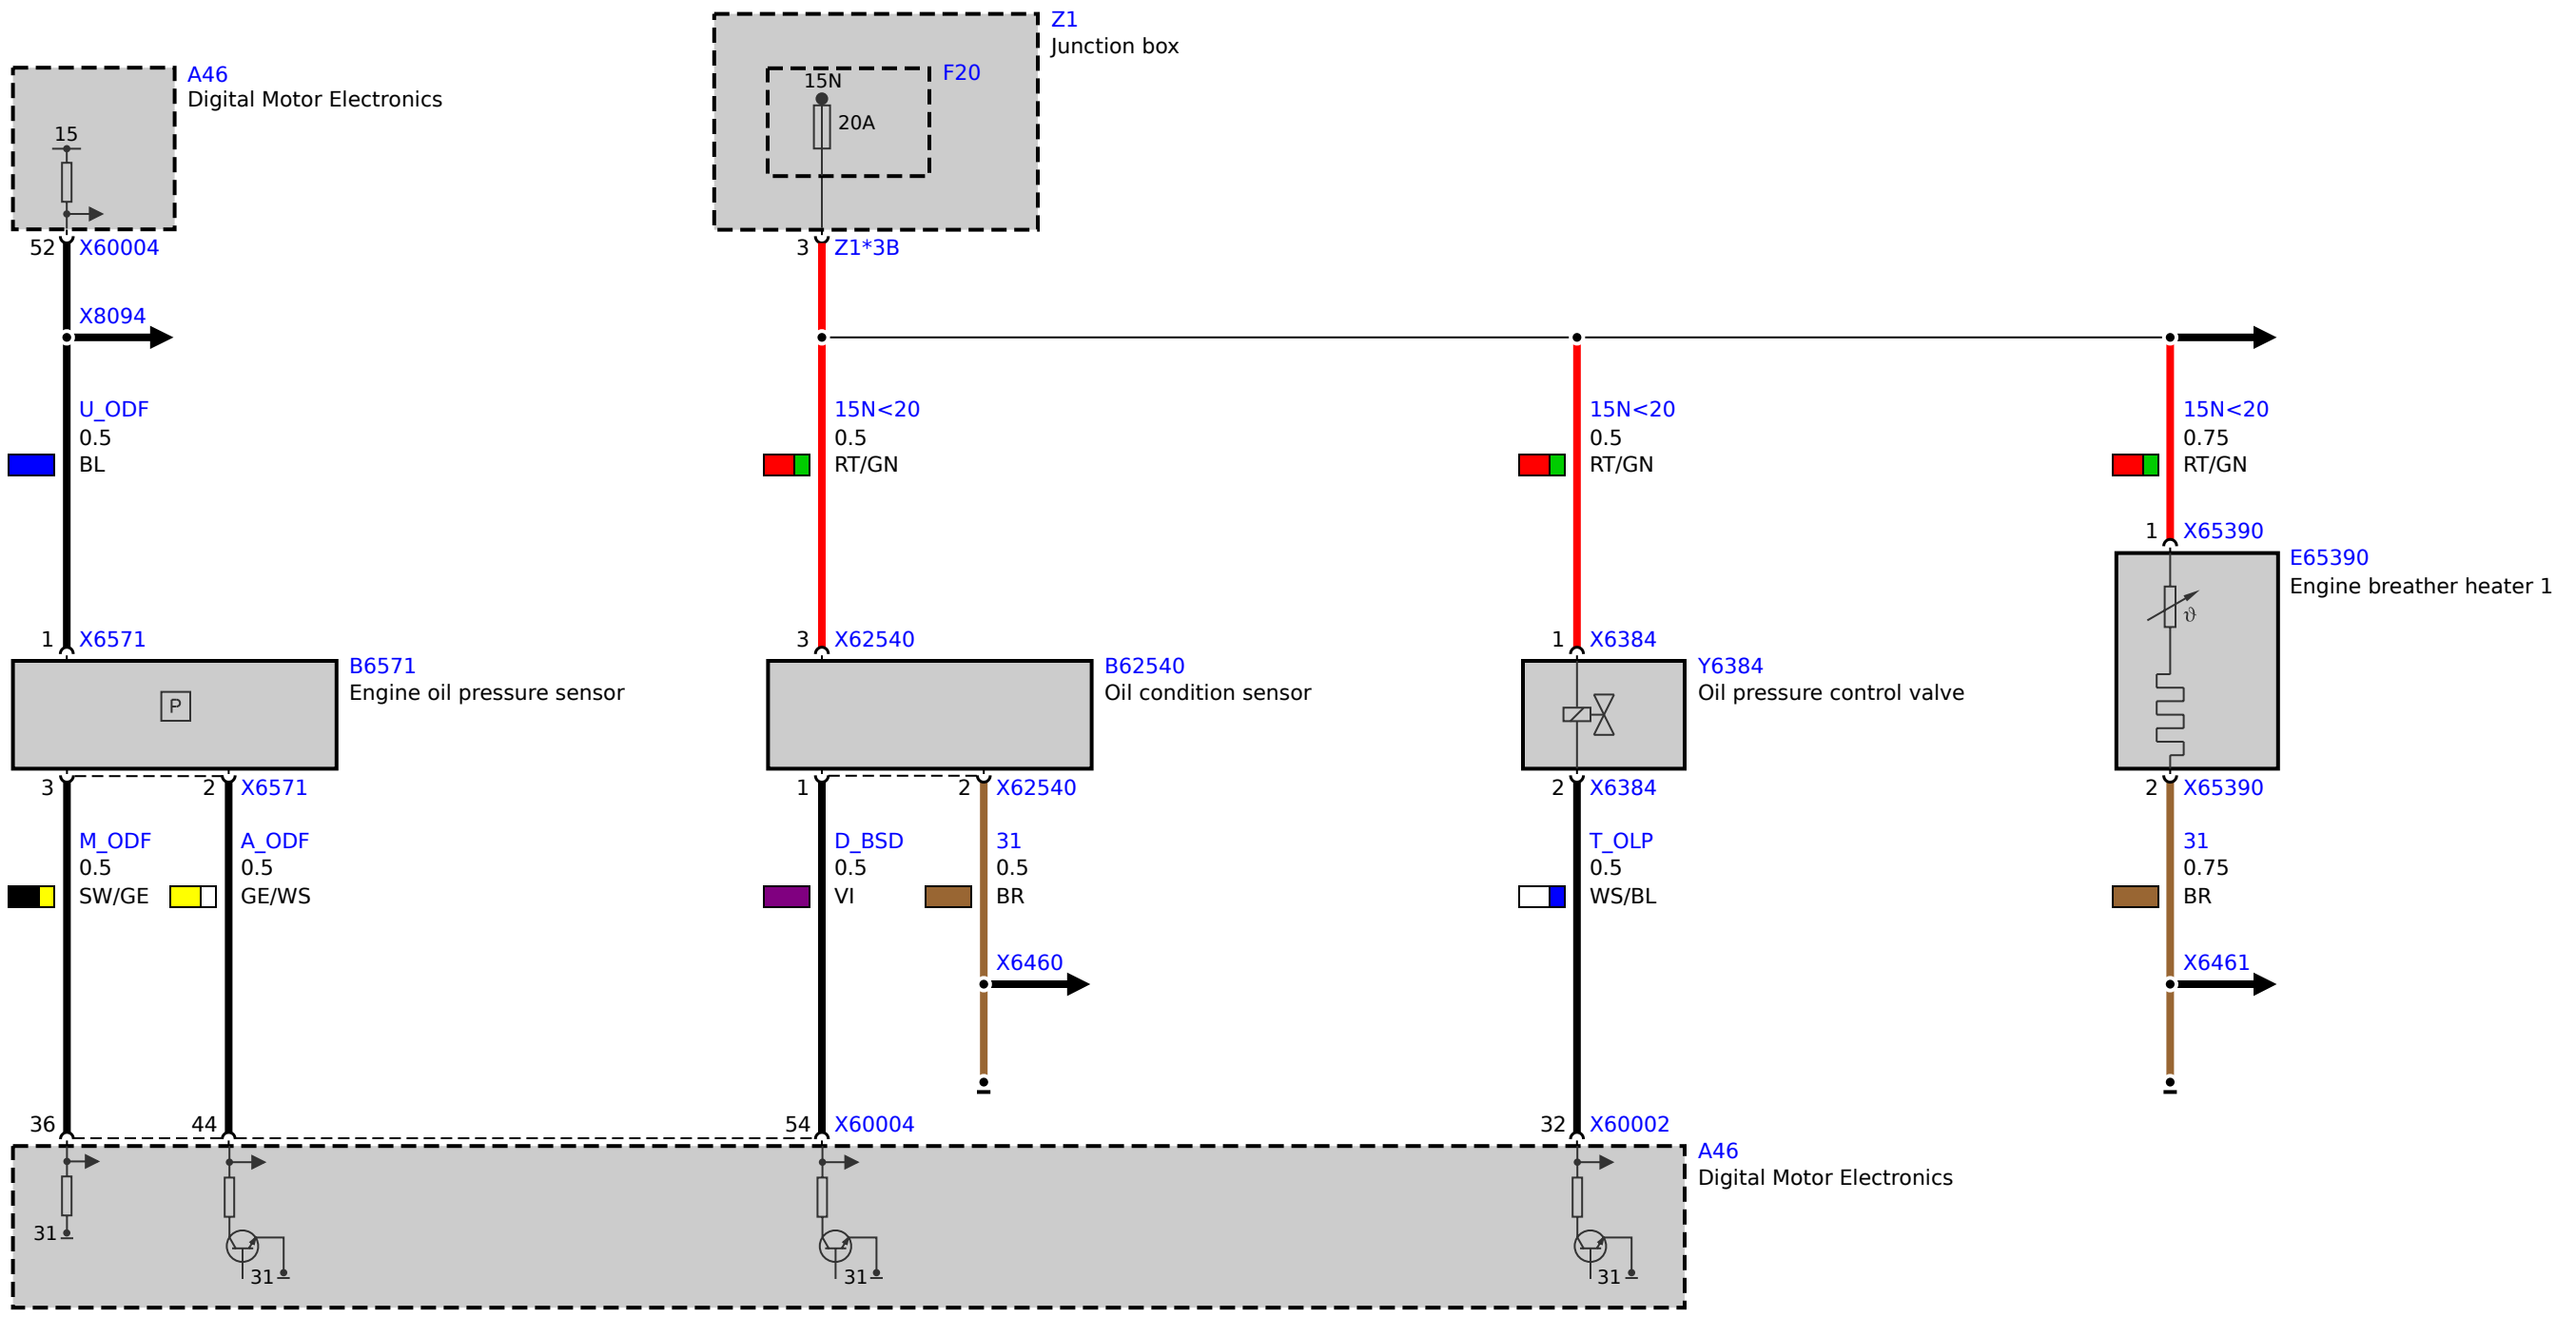 Z1
Junction box
A46
Digital Motor Electronics
15
F20
15N
20A
52 X60004
3 Z1*3B
X8094
U_ODF
0.5
BL
15N<20
0.5
RT/GN
15N<20
0.5
RT/GN
15N<20
0.75
RT/GN
1 X65390
E65390
Engine breather heater 1
ϑ
1 X6571
B6571
Engine oil pressure sensor
P
3 X62540
B62540
Oil condition sensor
1 X6384
Y6384
Oil pressure control valve
3
2 X6571
1
2 X62540
2 X6384
2 X65390
M_ODF
0.5
SW/GE
A_ODF
0.5
GE/WS
D_BSD
0.5
VI
31
0.5
BR
T_OLP
0.5
WS/BL
31
0.75
BR
X6460
X6461
36
44
54 X60004
32 X60002
A46
Digital Motor Electronics
31
31
31
31